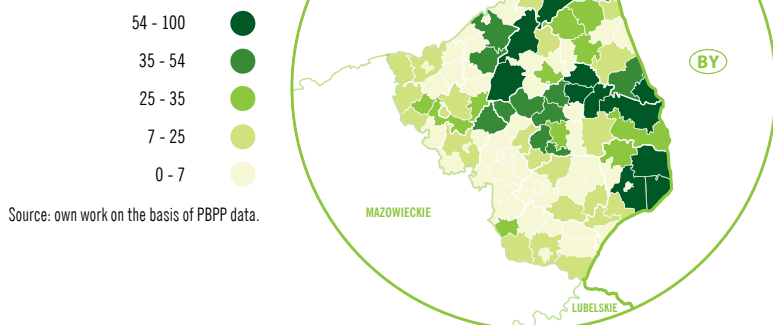 54 - 100
35 - 54
25 - 35
7 - 25
0 - 7
Source: own work on the basis of PBPP data.
BY
MAZOWIECKIE
LUBELSKIE